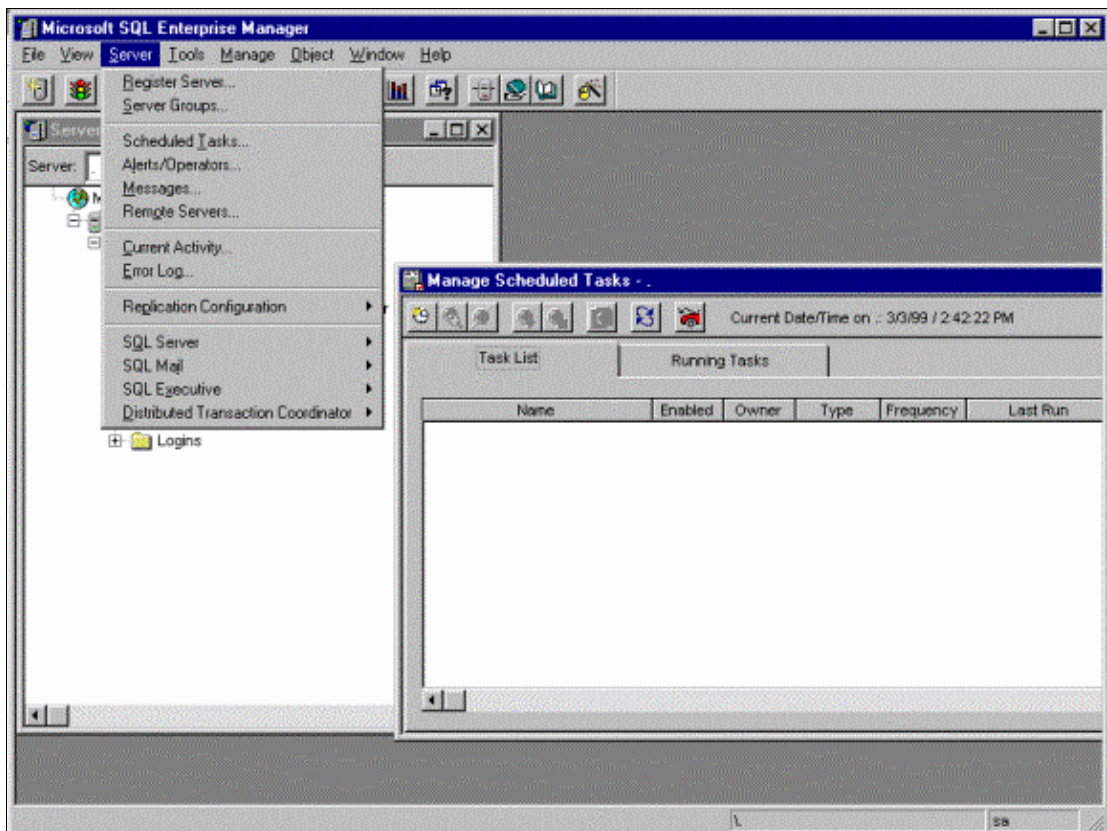 Microsoft SQL Enterprise Manager
File View Server Tools Manage Object Window Help
Register Server...
Server Groups...
Scheduled Tasks...
Alerts/Operators...
Messages...
Remote Servers...
Current Activity...
Error Log...
Replication Configuration
SQL Server
SQL Mail
SQL Executive
Distributed Transaction Coordinator
Server
Server: .
Logins
Manage Scheduled Tasks - .
Current Date/Time on .: 3/3/99 / 2:42:22 PM
Task List Running Tasks
Name Enabled Owner Type Frequency Last Run
\. sa